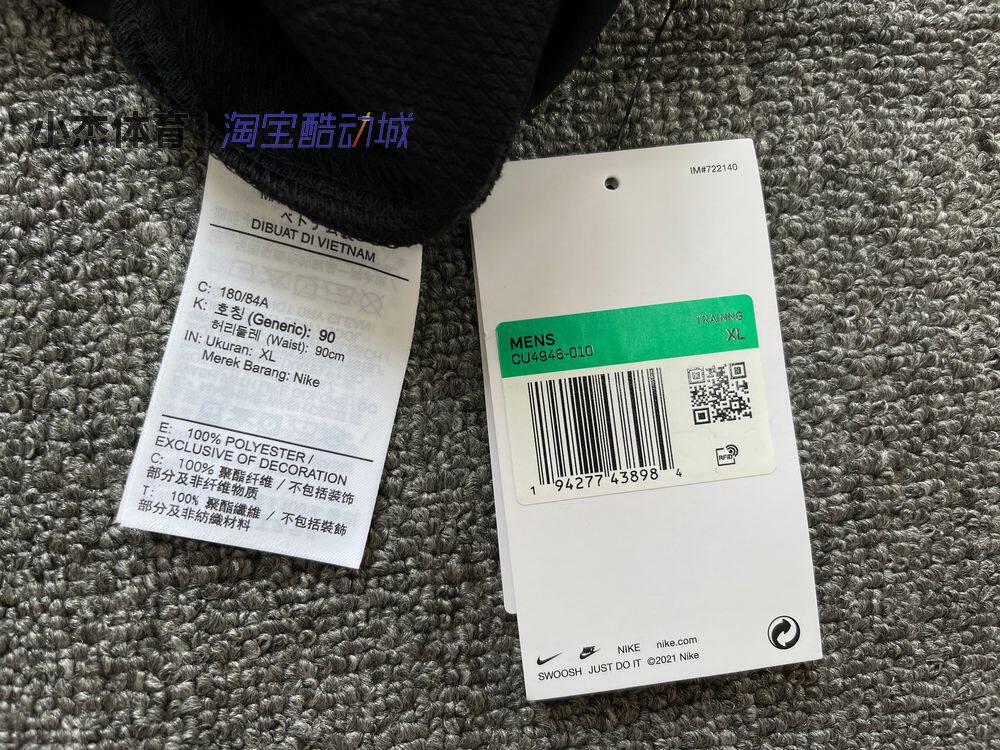 小杰体育
淘宝酷动城
DIBUAT DI VIETNAM
C: 180/84A
K: 호칭 (Generic): 90
허리둘레 (Waist): 90cm
IN: Ukuran: XL
Merek Barang: Nike
E: 100% POLYESTER /
EXCLUSIVE OF DECORATION
C: 100% 聚酯纤维 / 不包括装饰
部分及非纤维物质
T: 100% 聚酯纖維 / 不包括裝飾
部分及非紡織材料
IM#722140
MENS
TRAINNG
CU4946-010
XL
RFID
1 94277 43898 4
NIKE nike.com
SWOOSH JUST DO IT ©2021 Nike